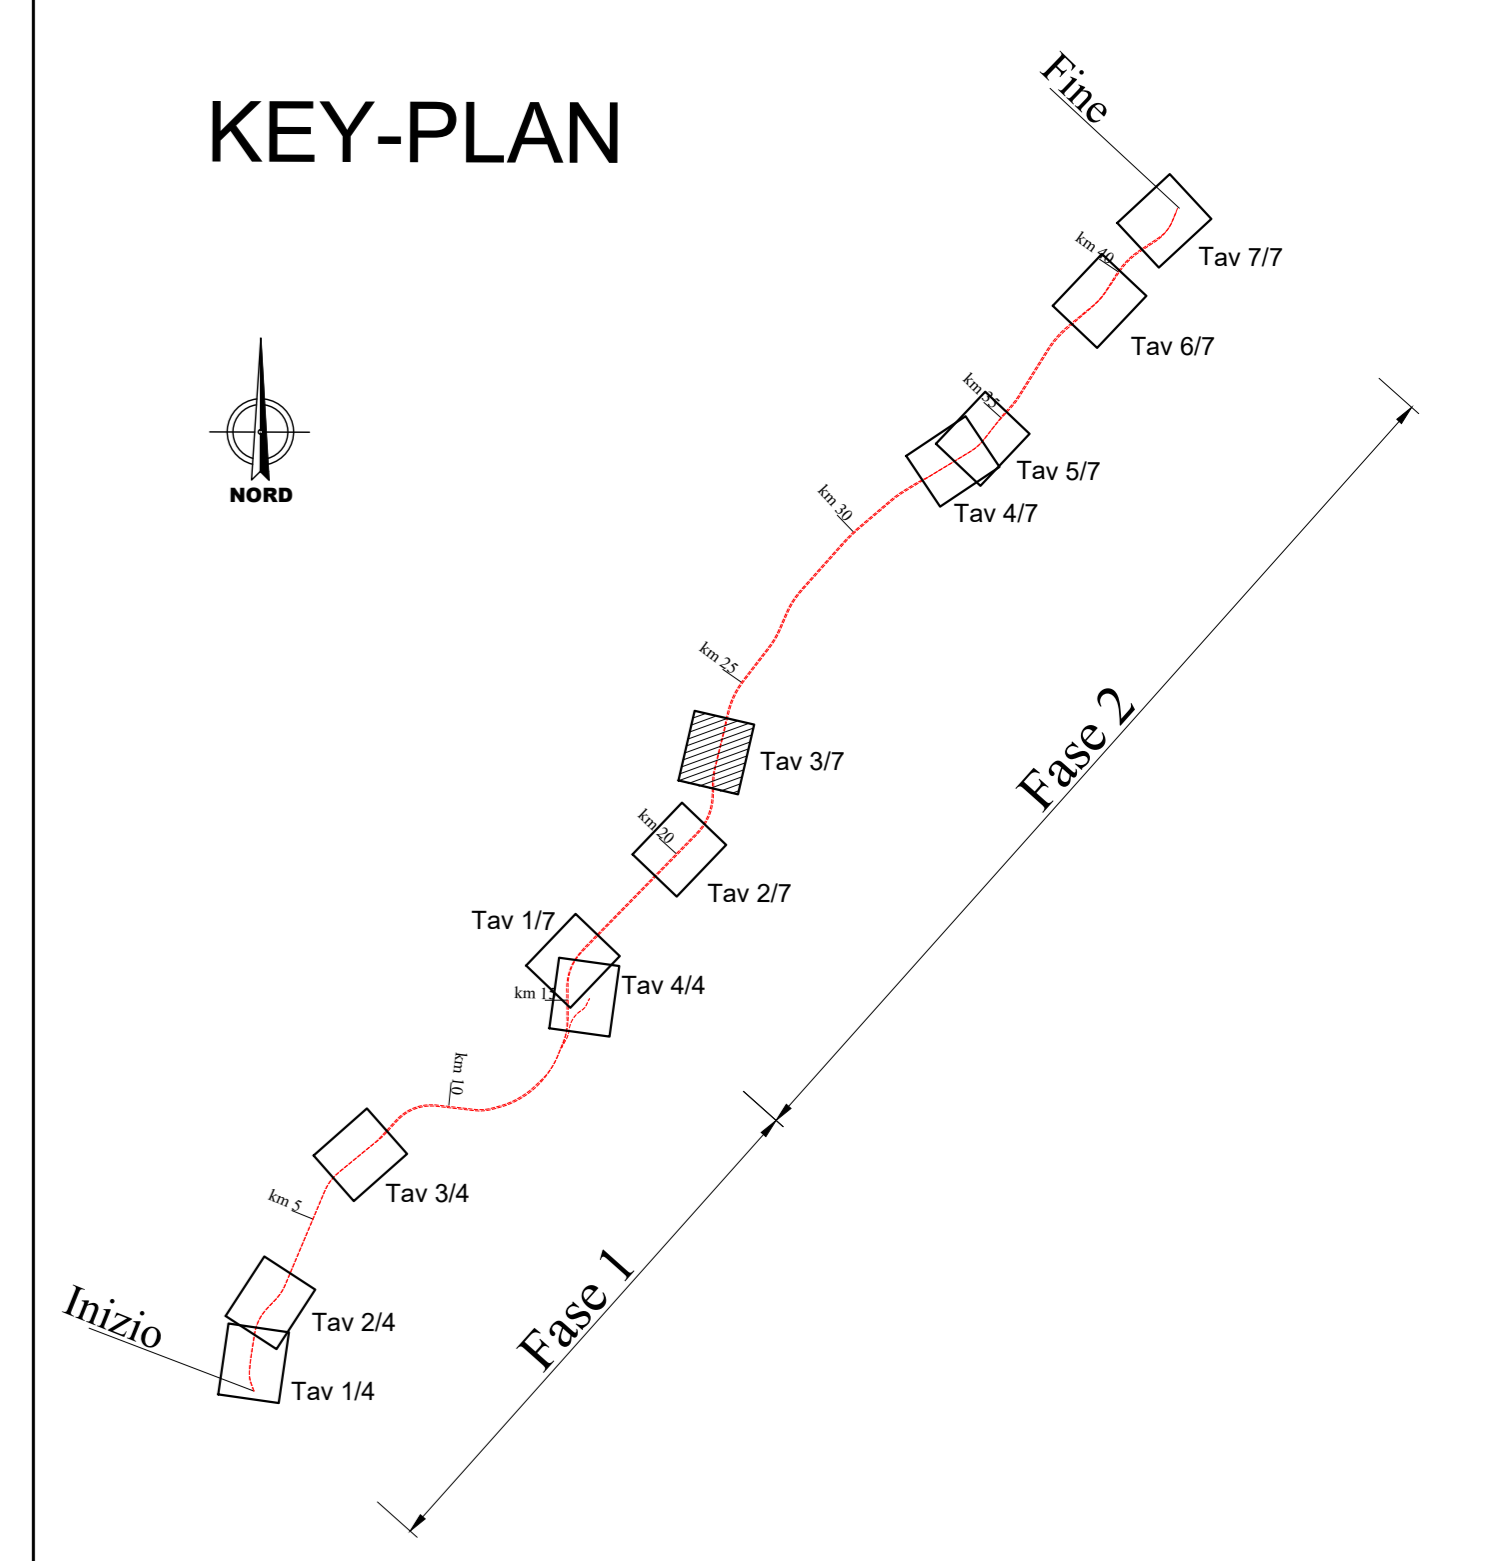 KEY-PLAN
Fine
Tav 7/7
km 40
Tav 6/7
km 35
Tav 5/7
Tav 4/7
NORD
km 30
km 25
Fase 2
Tav 3/7
km 20
Tav 2/7
Tav 1/7
Tav 4/4
km 15
km 10
Tav 3/4
km 5
Fase 1
Inizio
Tav 2/4
Tav 1/4